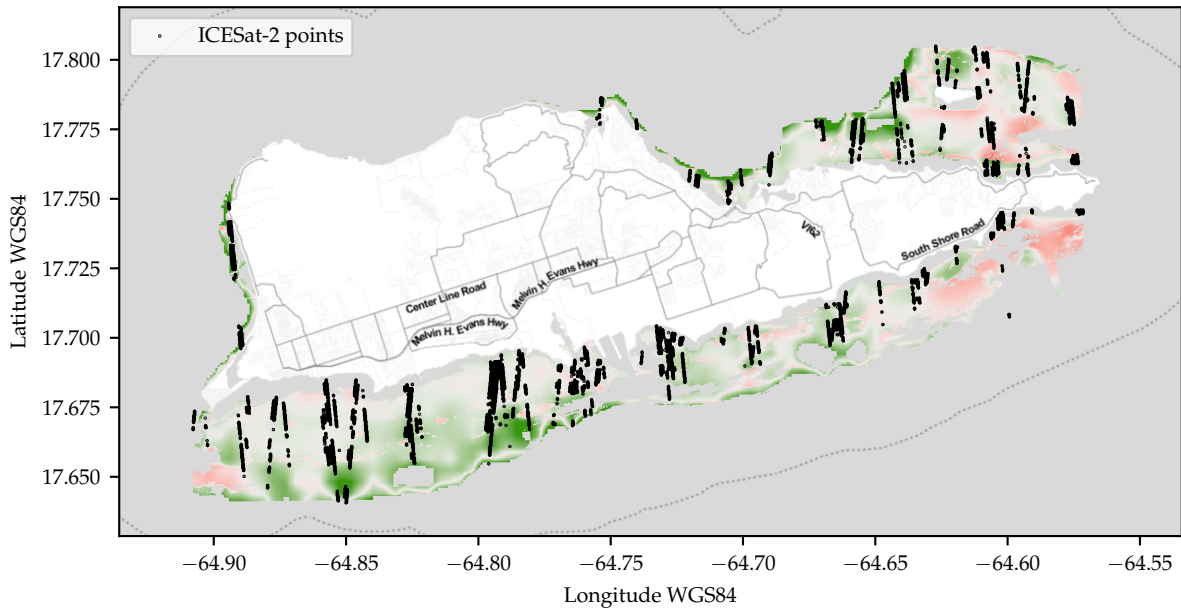 ICESat-2 points
17.800
17.775
17.750
17.725
17.700
17.675
17.650
Latitude WGS84
VI62
South Shore Road
Melvin H. Evans Hwy
Center Line Road
Melvin H. Evans Hwy
−64.90
−64.85
−64.80
−64.75
−64.70
−64.65
−64.60
−64.55
Longitude WGS84